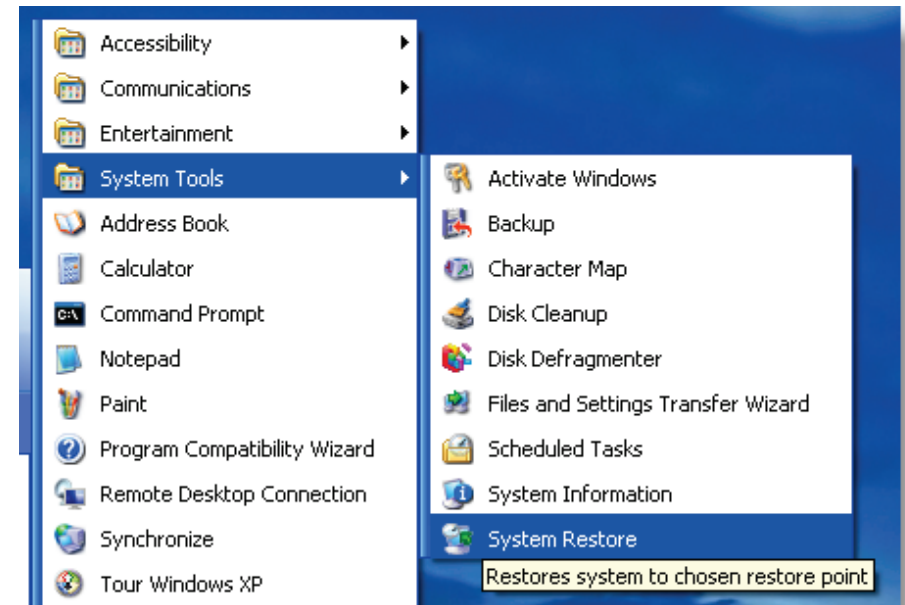 Accessibility
Communications
Entertainment
System Tools
Address Book
Calculator
C:\
Command Prompt
Notepad
Paint
Program Compatibility Wizard
Remote Desktop Connection
Synchronize
Tour Windows XP
Activate Windows
Backup
Character Map
Disk Cleanup
Disk Defragmenter
Files and Settings Transfer Wizard
Scheduled Tasks
System Information
System Restore
Restores system to chosen restore point